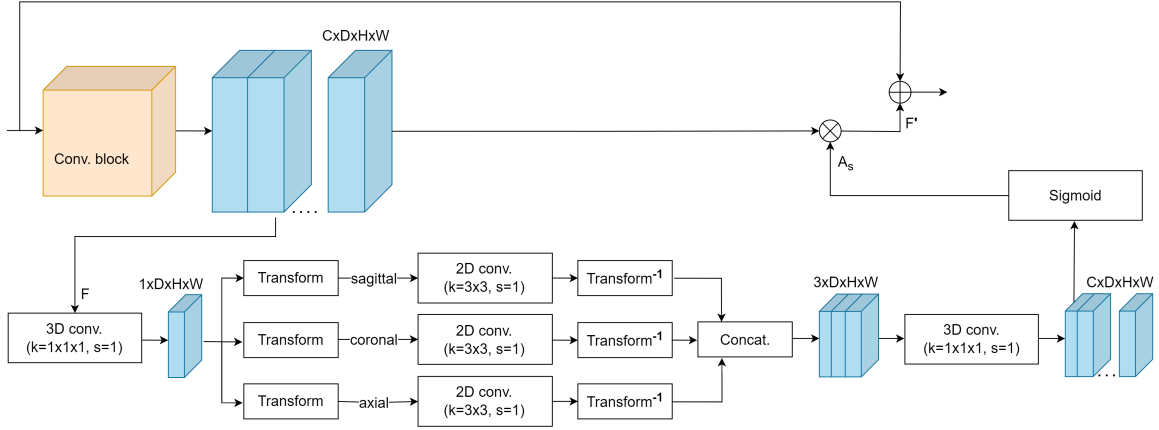 CxDxHxW
Conv. block
....
F'
As
Sigmoid
F
1xDxHxW
3D conv.
(k=1x1x1, s=1)
Transform
sagittal
2D conv.
(k=3x3, s=1)
Transform-1
Transform
coronal
2D conv.
(k=3x3, s=1)
Transform-1
Transform
axial
2D conv.
(k=3x3, s=1)
Transform-1
Concat.
3xDxHxW
3D conv.
(k=1x1x1, s=1)
CxDxHxW
...